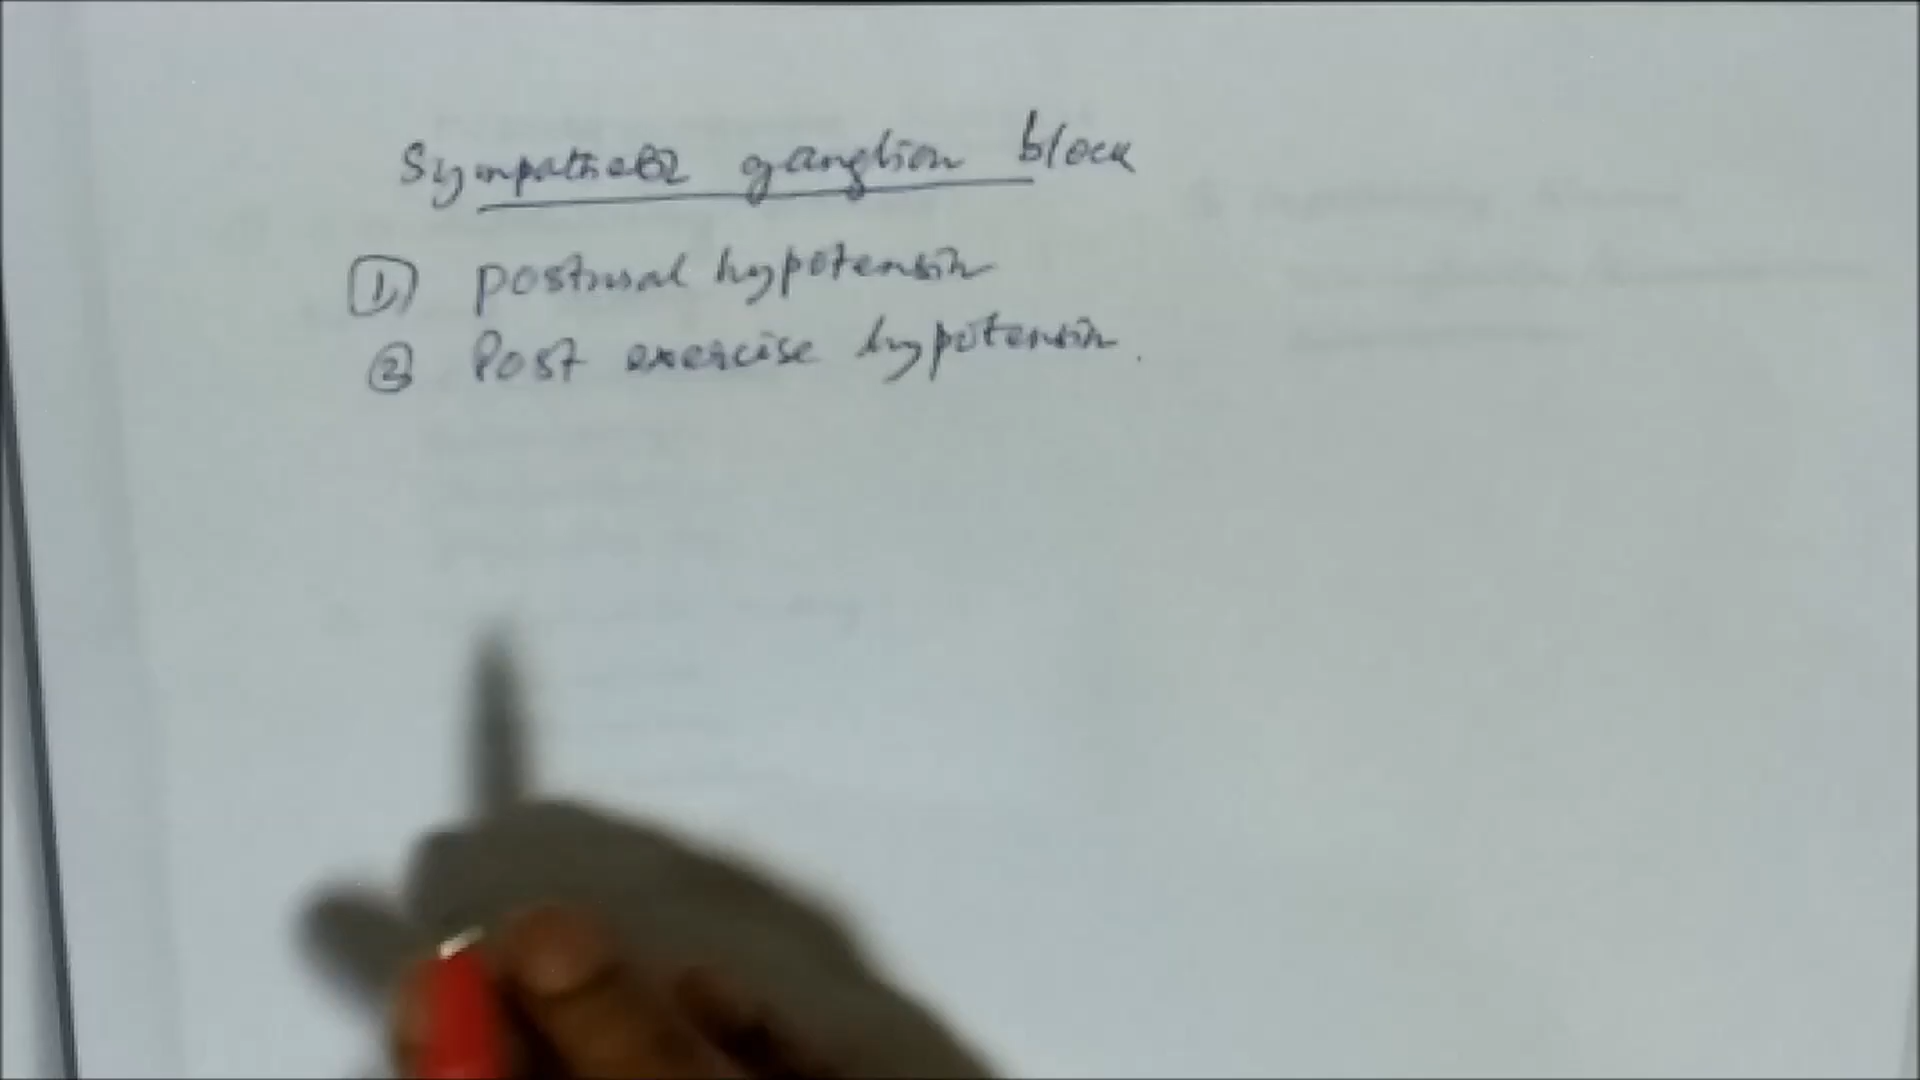 Sympathetic ganglion block
① Postural hypotension
② Post exercise hypotension.